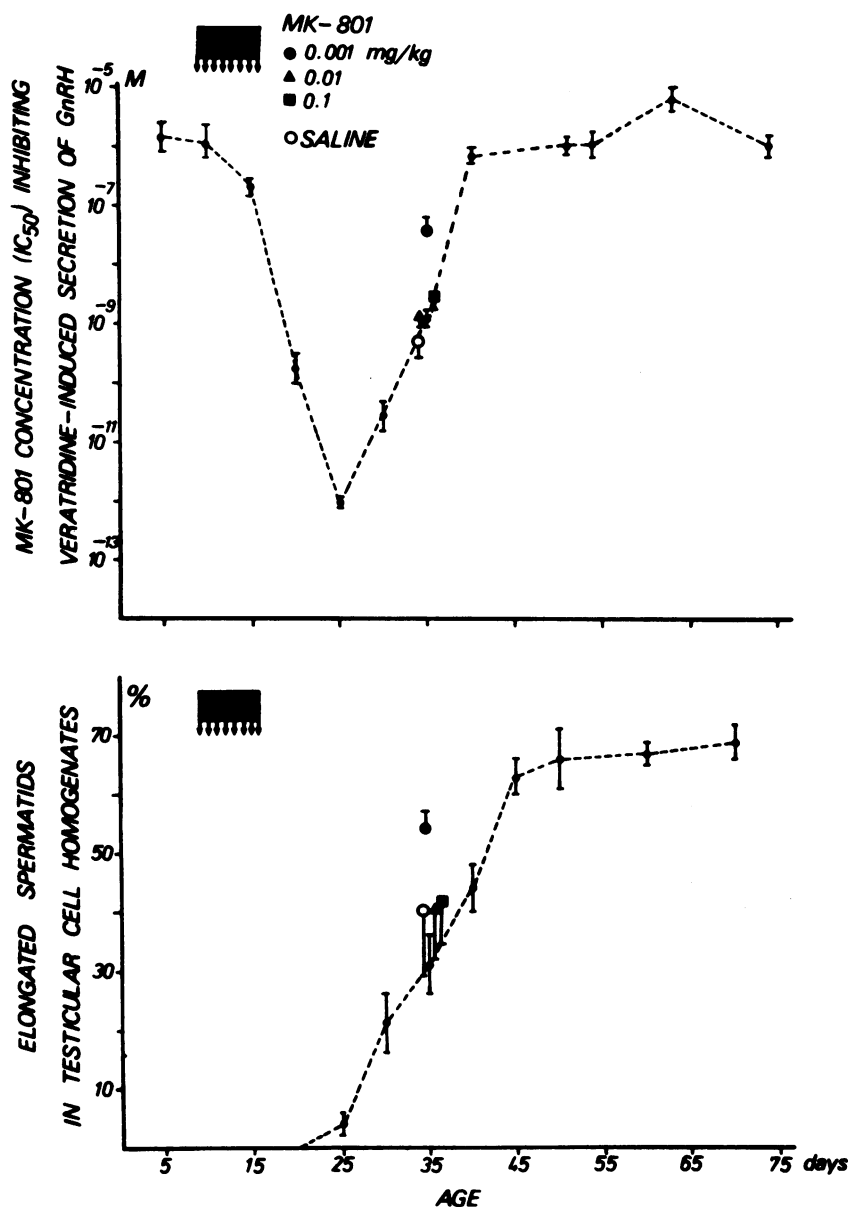 MK-801
● 0.001 mg/kg
▲ 0.01
■ 0.1
○ SALINE
MK-801 CONCENTRATION (IC50) INHIBITING
VERATRIDINE-INDUCED SECRETION OF GnRH
10-5 M
10-7
10-9
10-11
10-13
ELONGATED SPERMATIDS
IN TESTICULAR CELL HOMOGENATES
%
70
50
30
10
5 15 25 35 45 55 65 75 days
AGE